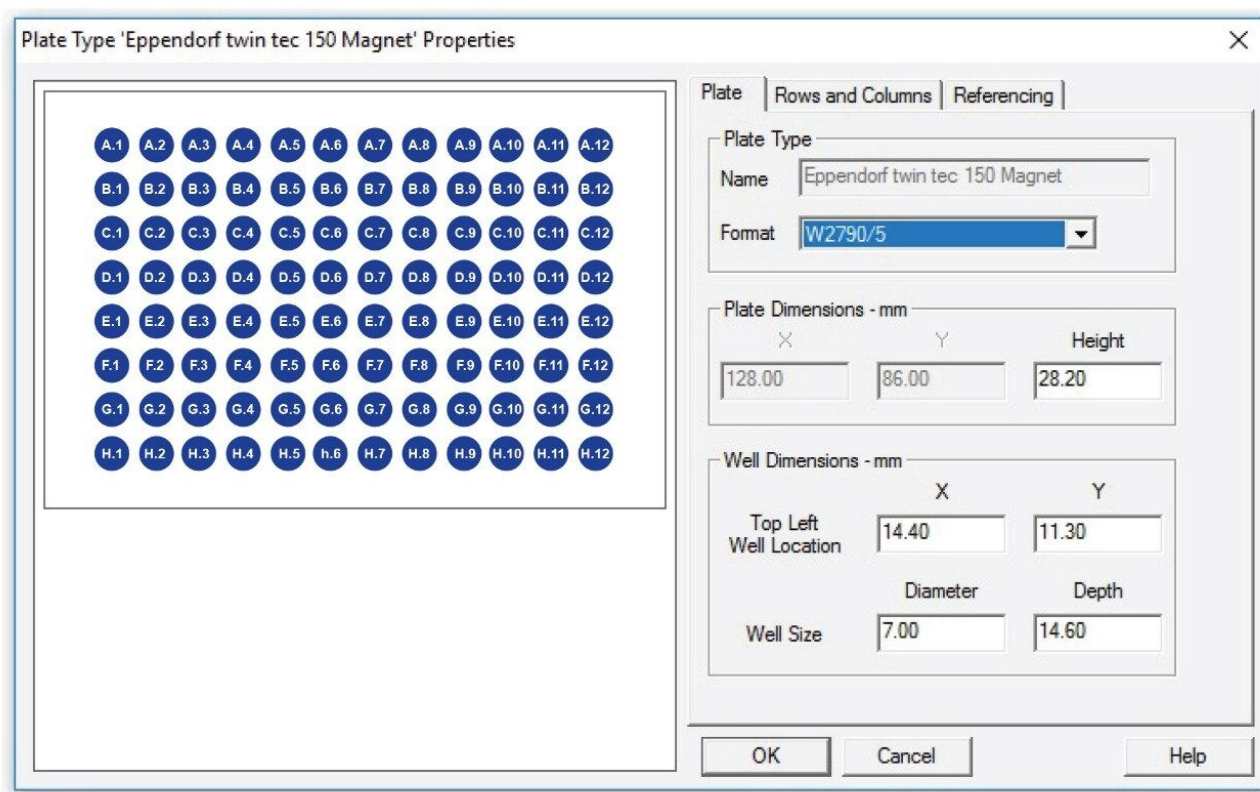 Plate Type 'Eppendorf twin tec 150 Magnet' Properties
A.1 A.2 A.3 A.4 A.5 A.6 A.7 A.8 A.9 A.10 A.11 A.12
B.1 B.2 B.3 B.4 B.5 B.6 B.7 B.8 B.9 B.10 B.11 B.12
C.1 C.2 C.3 C.4 C.5 C.6 C.7 C.8 C.9 C.10 C.11 C.12
D.1 D.2 D.3 D.4 D.5 D.6 D.7 D.8 D.9 D.10 D.11 D.12
E.1 E.2 E.3 E.4 E.5 E.6 E.7 E.8 E.9 E.10 E.11 E.12
F.1 F.2 F.3 F.4 F.5 F.6 F.7 F.8 F.9 F.10 F.11 F.12
G.1 G.2 G.3 G.4 G.5 G.6 G.7 G.8 G.9 G.10 G.11 G.12
H.1 H.2 H.3 H.4 H.5 h.6 H.7 H.8 H.9 H.10 H.11 H.12
Plate Rows and Columns Referencing
Plate Type
Name Eppendorf twin tec 150 Magnet
Format W2790/5
Plate Dimensions - mm
X Y Height
128.00 86.00 28.20
Well Dimensions - mm
X Y
Top Left
Well Location 14.40 11.30
Diameter Depth
Well Size 7.00 14.60
OK Cancel Help